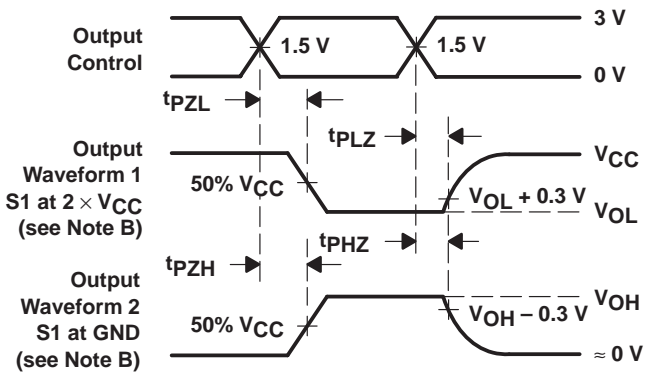 Output
Control
1.5 V
1.5 V
3 V
0 V
tPZL
tPLZ
Output
Waveform 1
S1 at 2 × VCC
(see Note B)
50% VCC
VCC
VOL + 0.3 V
VOL
tPZH
tPHZ
Output
Waveform 2
S1 at GND
(see Note B)
50% VCC
VOH
VOH – 0.3 V
≈ 0 V